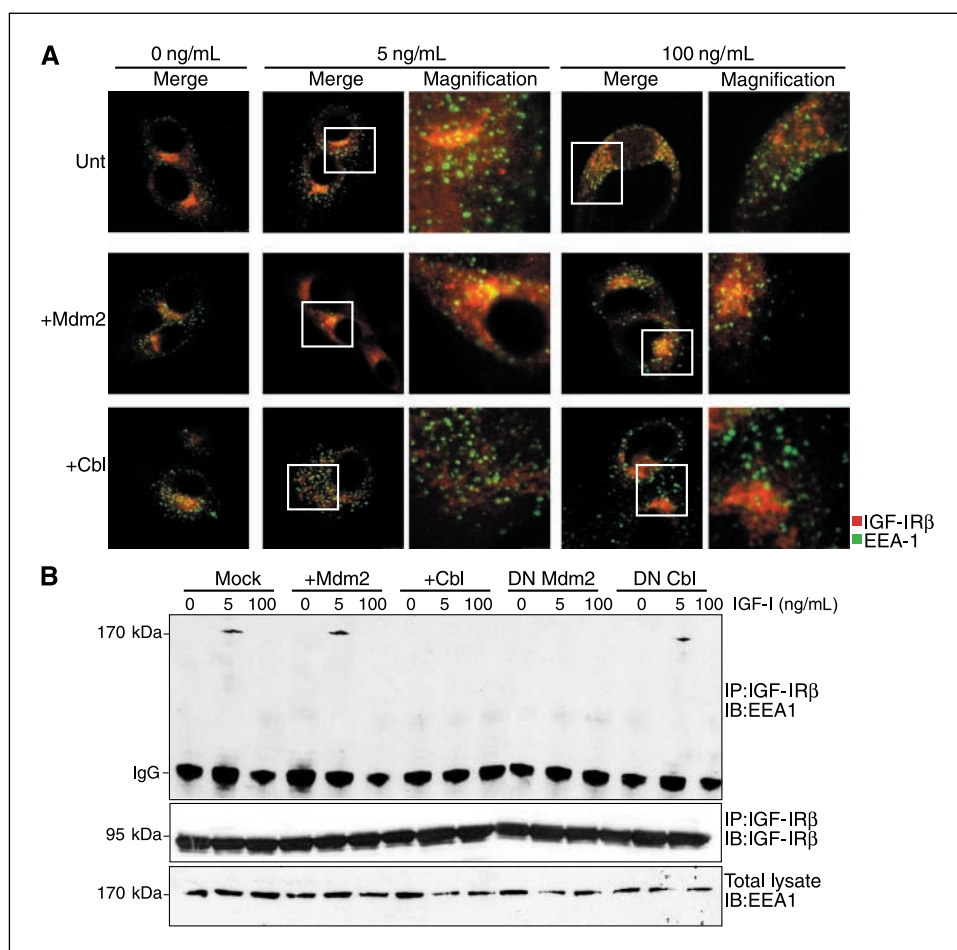 A
0 ng/mL 5 ng/mL 100 ng/mL
Merge Merge Magnification Merge Magnification
Unt
+Mdm2
+Cbl
IGF-IRβ
EEA-1
B
Mock +Mdm2 +Cbl DN Mdm2 DN Cbl
0 5 100 0 5 100 0 5 100 0 5 100 0 5 100 IGF-I (ng/mL)
170 kDa
IP:IGF-IRβ
IB:EEA1
IgG
IP:IGF-IRβ
95 kDa IB:IGF-IRβ
Total lysate
170 kDa IB:EEA1